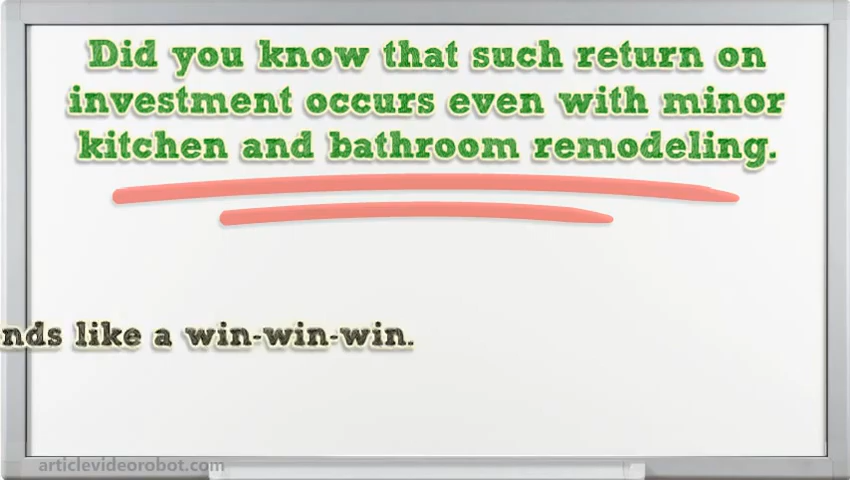 Did you know that such return on
investment occurs even with minor
kitchen and bathroom remodeling.
nds like a win-win-win.
articlevideorobot.com